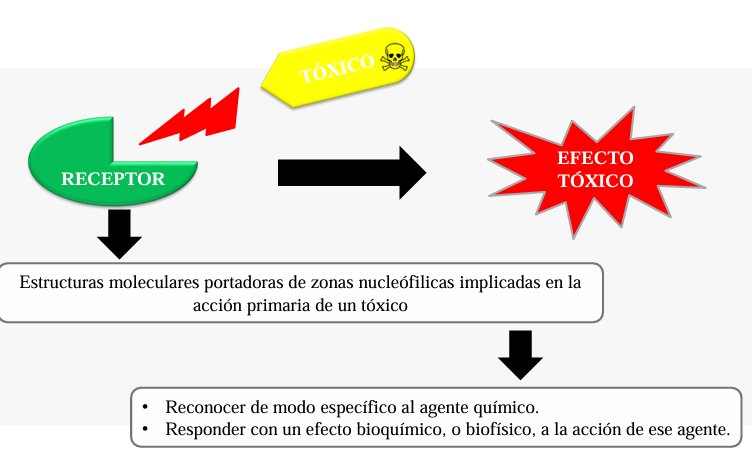 TÓXICO
RECEPTOR
EFECTO
TÓXICO
Estructuras moleculares portadoras de zonas nucleófilicas implicadas en la
acción primaria de un tóxico
• Reconocer de modo específico al agente químico.
• Responder con un efecto bioquímico, o biofísico, a la acción de ese agente.